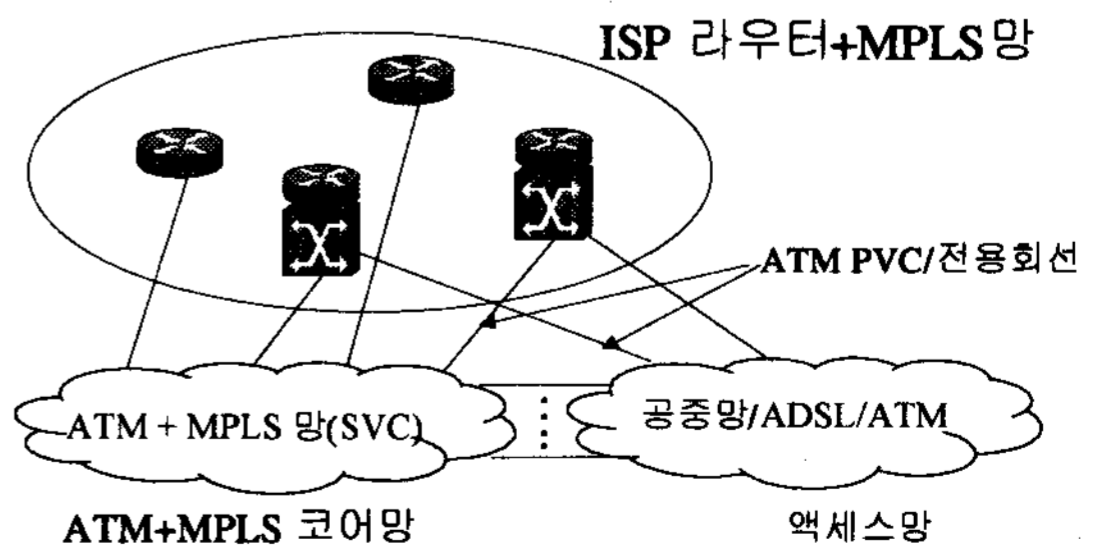 ISP 라우터+MPLS망
ATM PVC/전용회선
ATM + MPLS 망(SVC)
공중망/ADSL/ATM
ATM+MPLS 코어망
액세스망